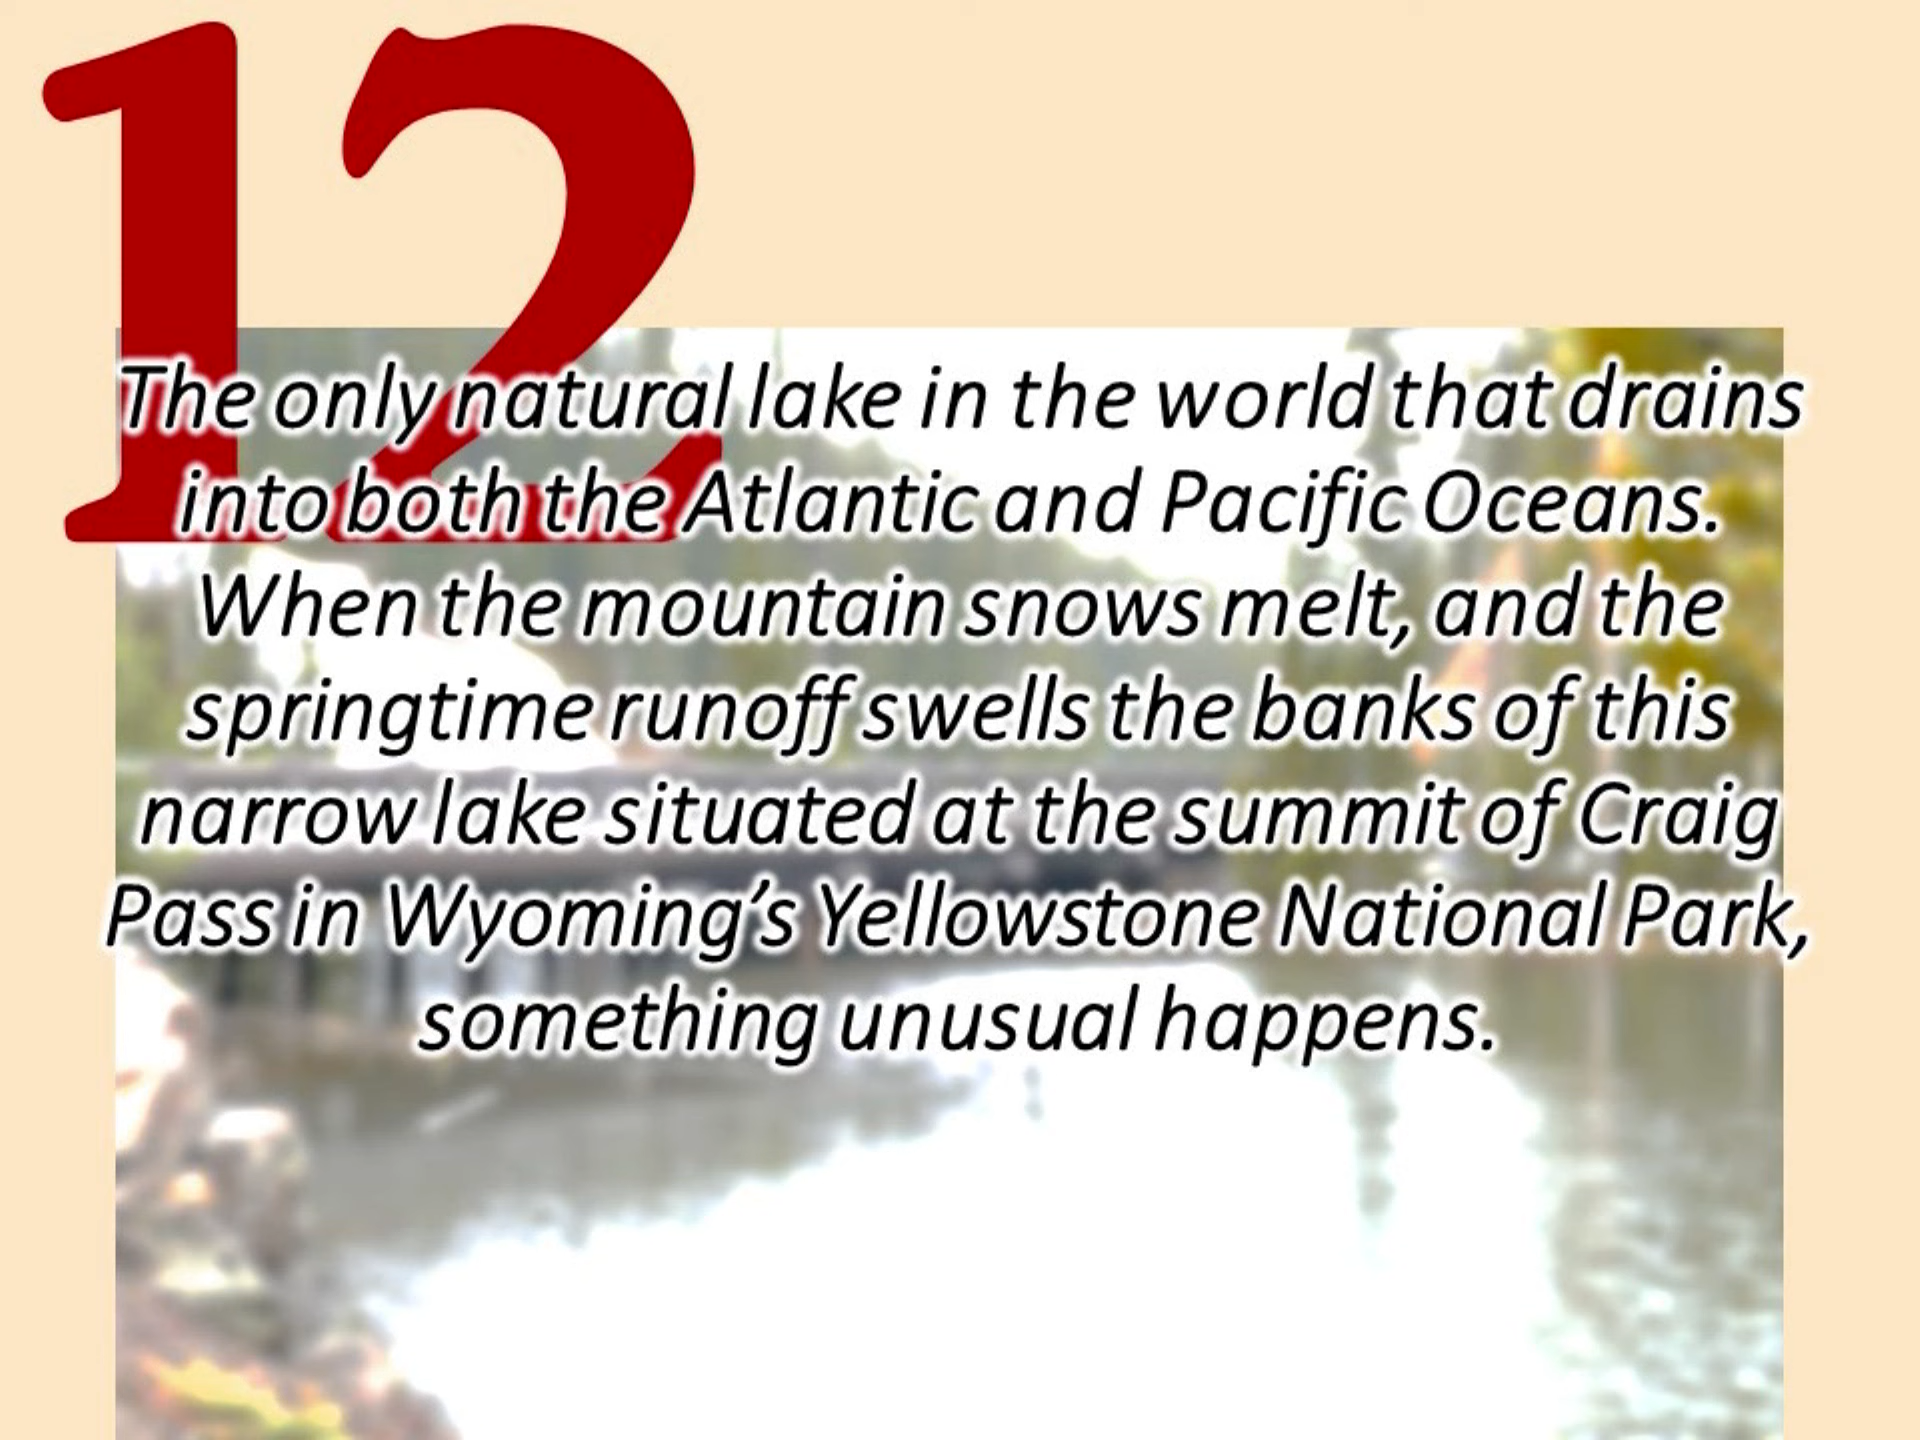 12
The only natural lake in the world that drains
into both the Atlantic and Pacific Oceans.
When the mountain snows melt, and the
springtime runoff swells the banks of this
narrow lake situated at the summit of Craig
Pass in Wyoming’s Yellowstone National Park,
something unusual happens.